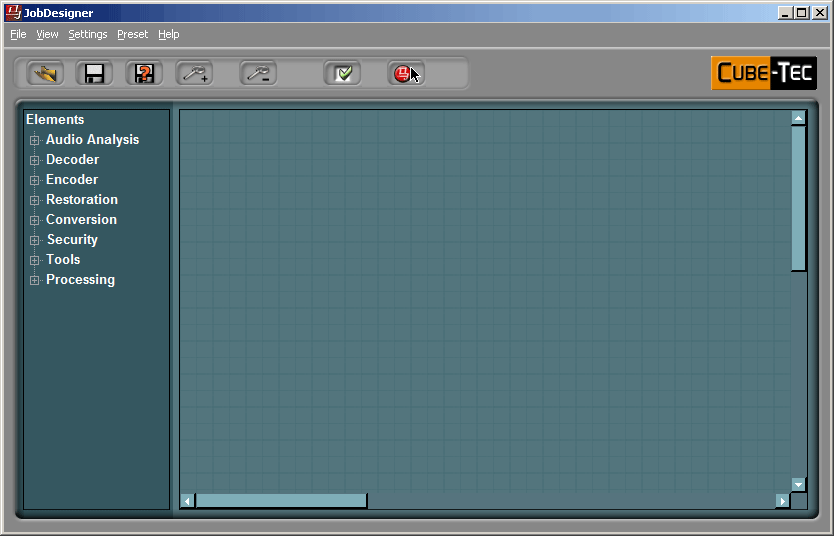 JobDesigner
File View Settings Preset Help
CUBE-TEC
Elements
Audio Analysis
Decoder
Encoder
Restoration
Conversion
Security
Tools
Processing